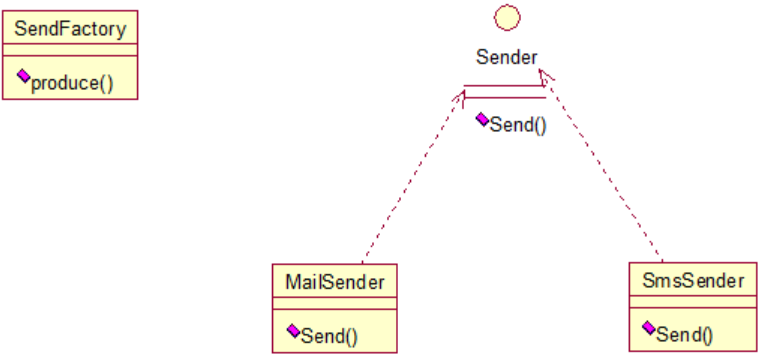 SendFactory
produce()
Sender
Send()
MailSender
Send()
SmsSender
Send()